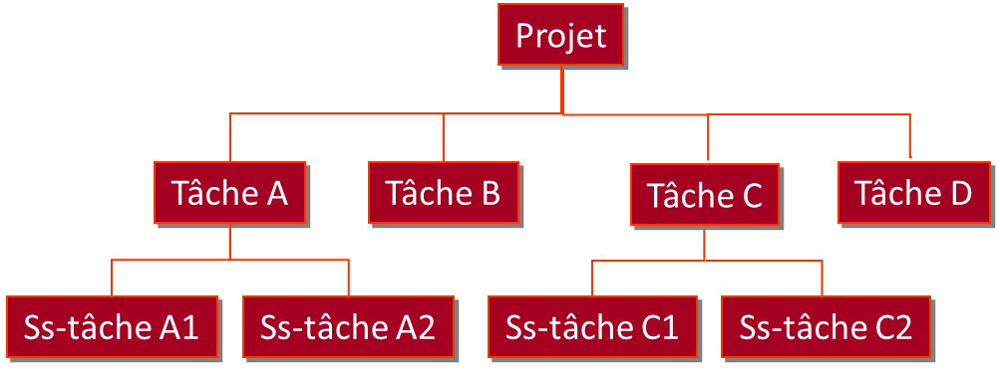 Projet
Tâche A
Tâche B
Tâche C
Tâche D
Ss-tâche A1
Ss-tâche A2
Ss-tâche C1
Ss-tâche C2